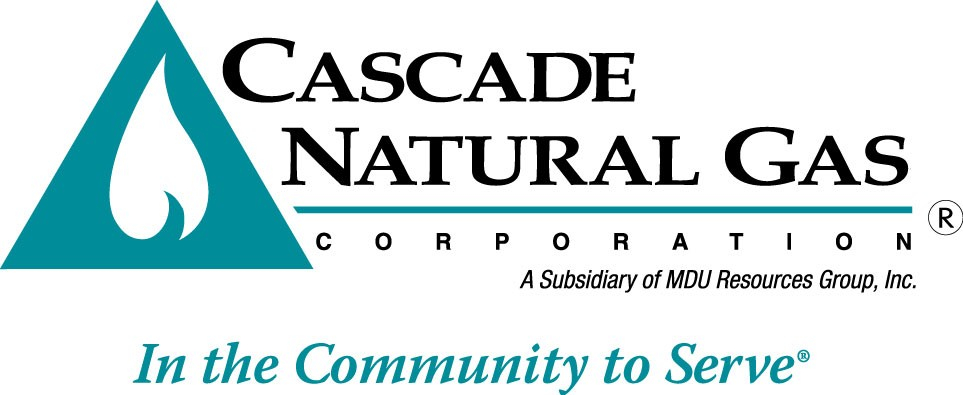 CASCADE
NATURAL GAS
CORPORATION®
A Subsidiary of MDU Resources Group, Inc.
In the Community to Serve®